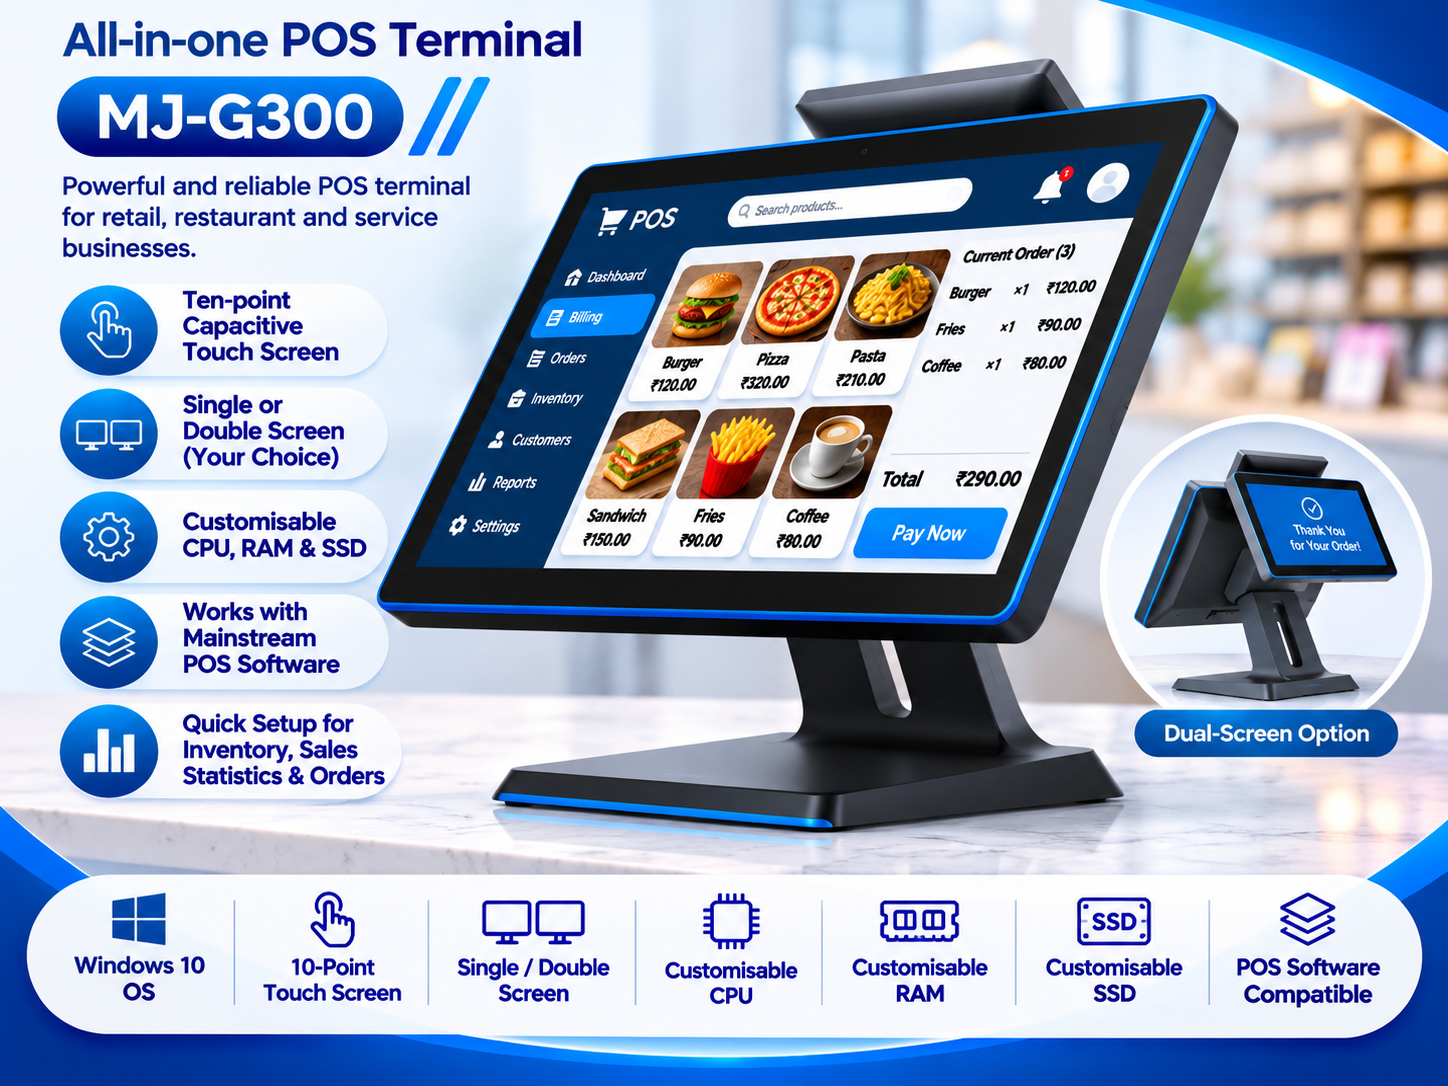 All-in-one POS Terminal
MJ-G300
Powerful and reliable POS terminal
for retail, restaurant and service
businesses.
Ten-point
Capacitive
Touch Screen
Single or
Double Screen
(Your Choice)
Customisable
CPU, RAM & SSD
Works with
Mainstream
POS Software
Quick Setup for
Inventory, Sales
Statistics & Orders
POS
Search products...
Dashboard
Billing
Orders
Inventory
Customers
Reports
Settings
Burger
₹120.00
Pizza
₹320.00
Pasta
₹210.00
Sandwich
₹150.00
Fries
₹90.00
Coffee
₹80.00
Current Order (3)
Burger ×1 ₹120.00
Fries ×1 ₹90.00
Coffee ×1 ₹80.00
Total ₹290.00
Pay Now
Thank You
for Your Order!
Dual-Screen Option
Windows 10
OS
10-Point
Touch Screen
Single / Double
Screen
Customisable
CPU
Customisable
RAM
SSD
Customisable
SSD
POS Software
Compatible